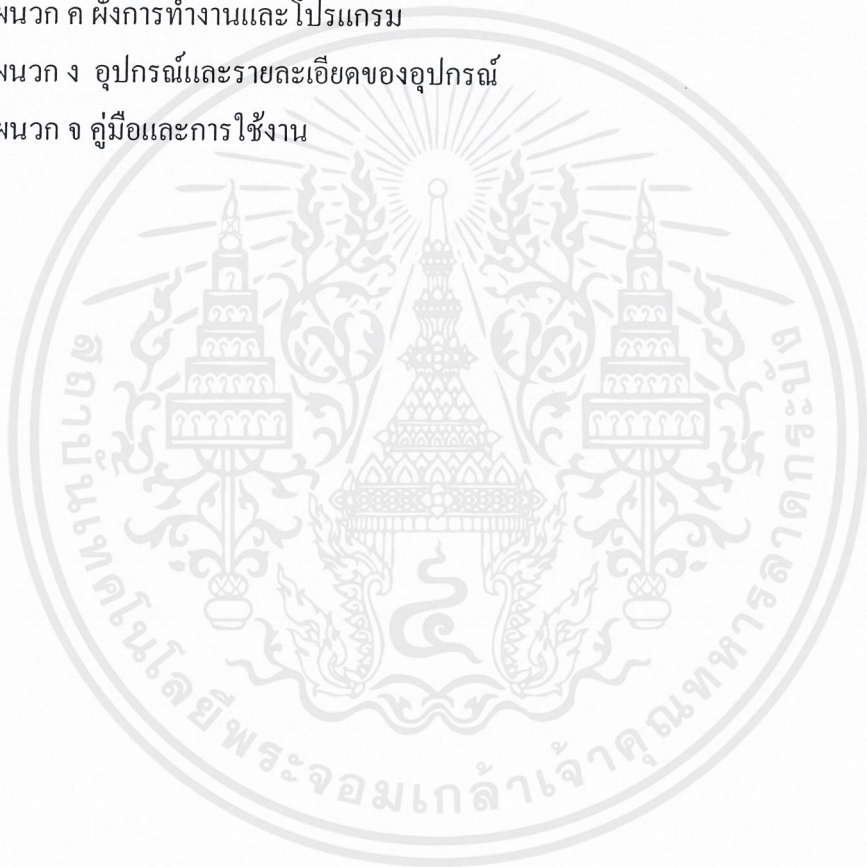 ผนวก ค ผังการทำงานและโปรแกรม
ผนวก ง อุปกรณ์และรายละเอียดของอุปกรณ์
ผนวก จ คู่มือและการใช้งาน
สถาบันเทคโนโลยีพระจอมเกล้าเจ้าคุณทหารลาดกระบัง